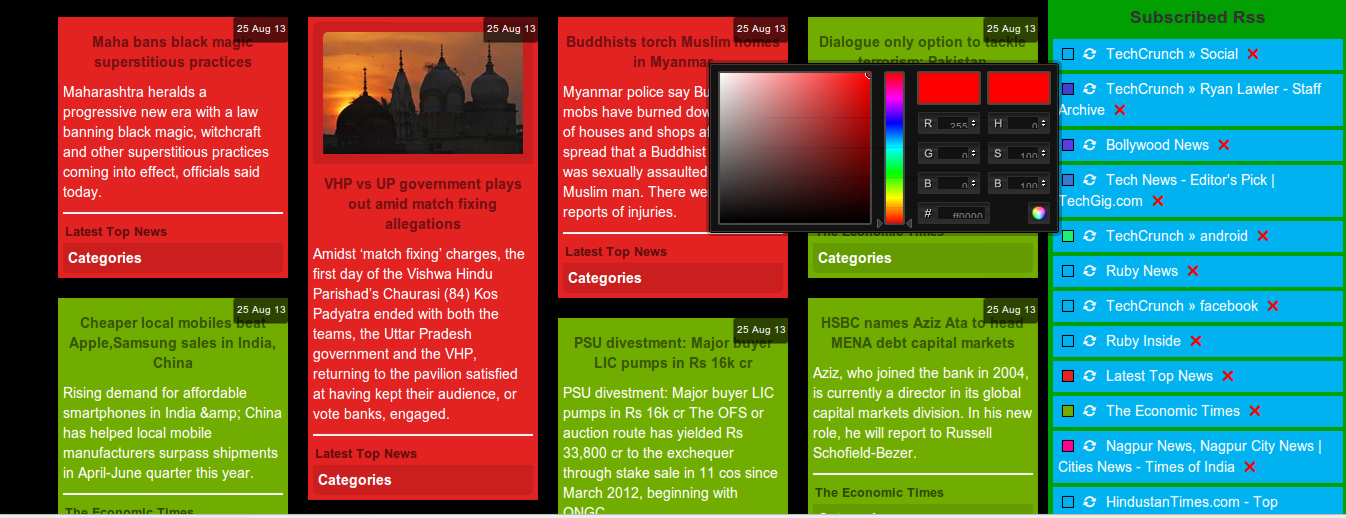 25 Aug 13
Maha bans black magic
superstitious practices
Maharashtra heralds a
progressive new era with a law
banning black magic, witchcraft
and other superstitious practices
coming into effect, officials said
today.
Latest Top News
Categories
25 Aug 13
Cheaper local mobiles beat
Apple,Samsung sales in India,
China
Rising demand for affordable
smartphones in India &amp; China
has helped local mobile
manufacturers surpass shipments
in April-June quarter this year.
The Economic Times
25 Aug 13
VHP vs UP government plays
out amid match fixing
allegations
Amidst ‘match fixing’ charges, the
first day of the Vishwa Hindu
Parishad’s Chaurasi (84) Kos
Padyatra ended with both the
teams, the Uttar Pradesh
government and the VHP,
returning to the pavilion satisfied
at having kept their audience, or
vote banks, engaged.
Latest Top News
Categories
25 Aug 13
Buddhists torch Muslim homes
in Myanmar
Myanmar police say Bu
mobs have burned dow
of houses and shops af
spread that a Buddhist
was sexually assaulted
Muslim man. There we
reports of injuries.
Latest Top News
Categories
25 Aug 13
PSU divestment: Major buyer
LIC pumps in Rs 16k cr
PSU divestment: Major buyer LIC
pumps in Rs 16k cr The OFS or
auction route has yielded Rs
33,800 cr to the exchequer
through stake sale in 11 cos since
March 2012, beginning with
ONGC
25 Aug 13
Dialogue only option to tackle
terrorism: Pakistan
R 255 H 0
G 0 S 100
B 0 B 100
# ff0000
The Economic Times
Categories
25 Aug 13
HSBC names Aziz Ata to head
MENA debt capital markets
Aziz, who joined the bank in 2004,
is currently a director in its global
capital markets division. In his new
role, he will report to Russell
Schofield-Bezer.
The Economic Times
Subscribed Rss
TechCrunch » Social
TechCrunch » Ryan Lawler - Staff
Archive
Bollywood News
Tech News - Editor's Pick |
TechGig.com
TechCrunch » android
Ruby News
TechCrunch » facebook
Ruby Inside
Latest Top News
The Economic Times
Nagpur News, Nagpur City News |
Cities News - Times of India
HindustanTimes.com - Top